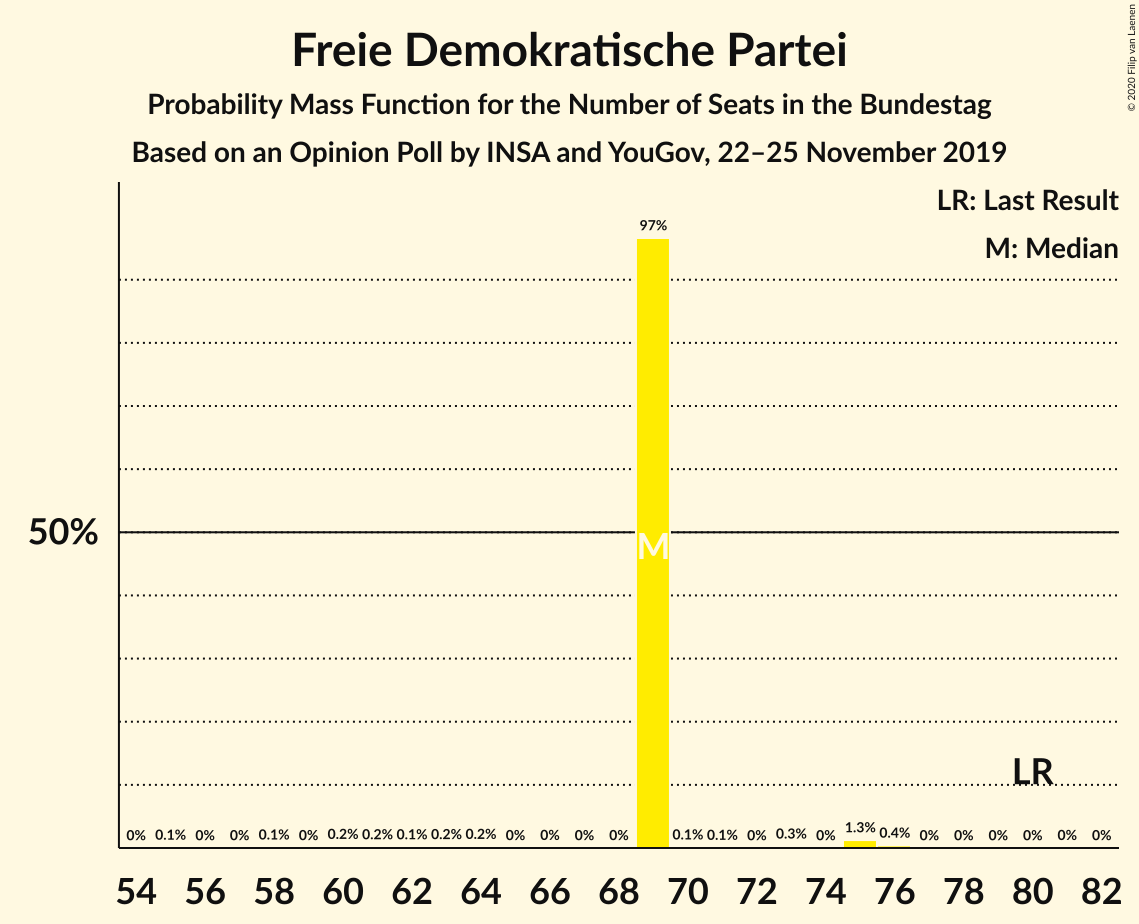 Freie Demokratische Partei
Probability Mass Function for the Number of Seats in the Bundestag
Based on an Opinion Poll by INSA and YouGov, 22–25 November 2019
© 2020 Filip van Laenen
LR: Last Result
M: Median
97%
50%
M
LR
0% 0.1% 0% 0% 0.1% 0% 0.2% 0.2% 0.1% 0.2% 0.2% 0% 0% 0% 0% 0.1% 0.1% 0% 0.3% 0% 1.3% 0.4% 0% 0% 0% 0% 0% 0%
54 56 58 60 62 64 66 68 70 72 74 76 78 80 82